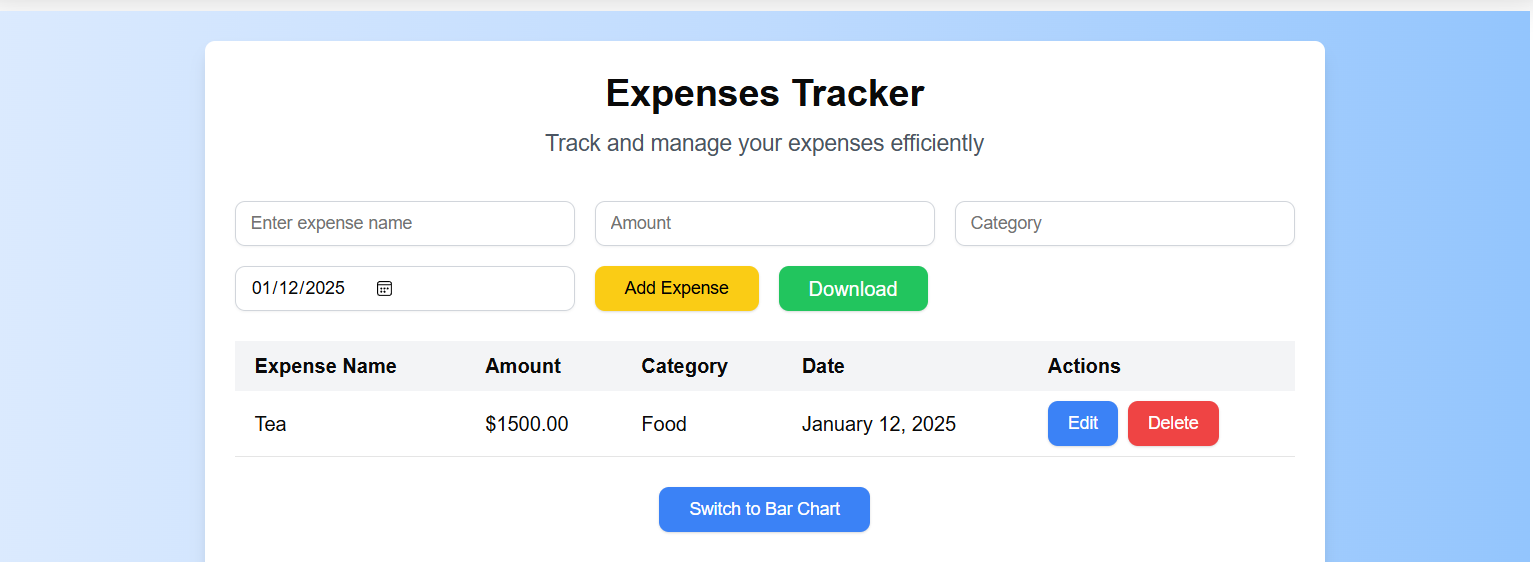 Expenses Tracker
Track and manage your expenses efficiently
Enter expense name Amount Category
01/12/2025 Add Expense Download
Expense Name Amount Category Date Actions
Tea $1500.00 Food January 12, 2025 Edit Delete
Switch to Bar Chart